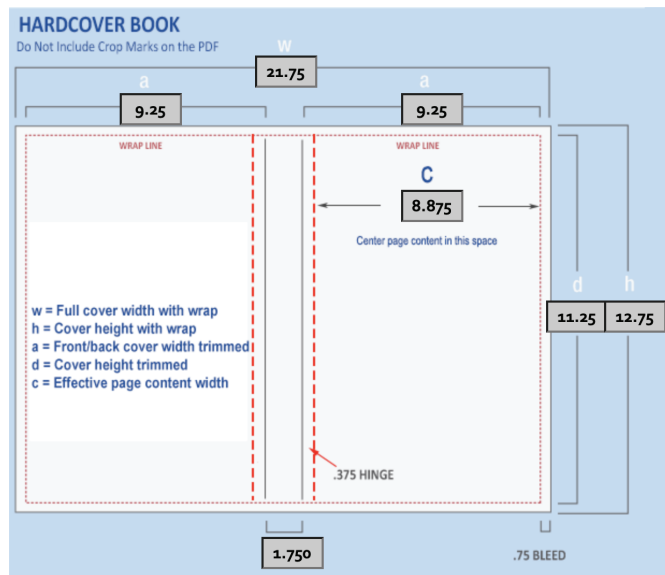 HARDCOVER BOOK
Do Not Include Crop Marks on the PDF
w
21.75
a
a
9.25
9.25
WRAP LINE
WRAP LINE
C
8.875
Center page content in this space
w = Full cover width with wrap
h = Cover height with wrap
a = Front/back cover width trimmed
d = Cover height trimmed
c = Effective page content width
d
h
11.25
12.75
.375 HINGE
1.750
.75 BLEED